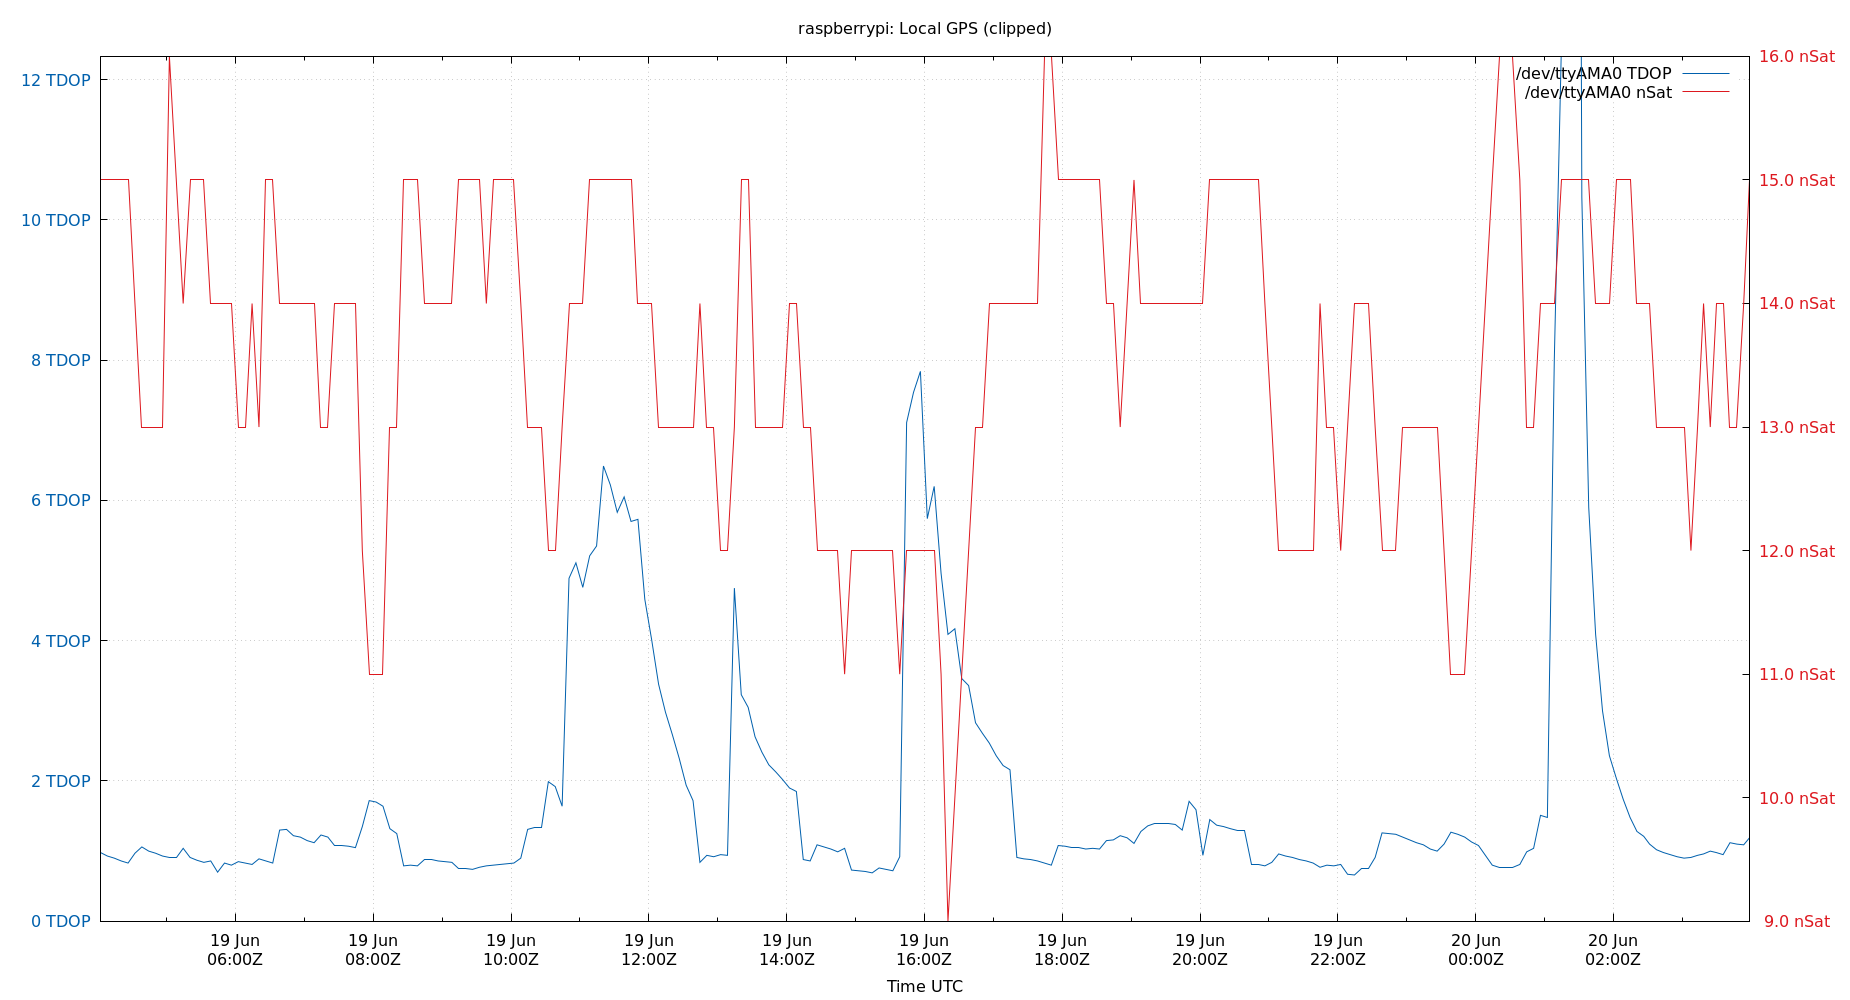 raspberrypi: Local GPS (clipped)
12 TDOP
10 TDOP
8 TDOP
6 TDOP
4 TDOP
2 TDOP
0 TDOP
/dev/ttyAMA0 TDOP
/dev/ttyAMA0 nSat
16.0 nSat
15.0 nSat
14.0 nSat
13.0 nSat
12.0 nSat
11.0 nSat
10.0 nSat
9.0 nSat
19 Jun
06:00Z
19 Jun
08:00Z
19 Jun
10:00Z
19 Jun
12:00Z
19 Jun
14:00Z
19 Jun
16:00Z
19 Jun
18:00Z
19 Jun
20:00Z
19 Jun
22:00Z
20 Jun
00:00Z
20 Jun
02:00Z
Time UTC